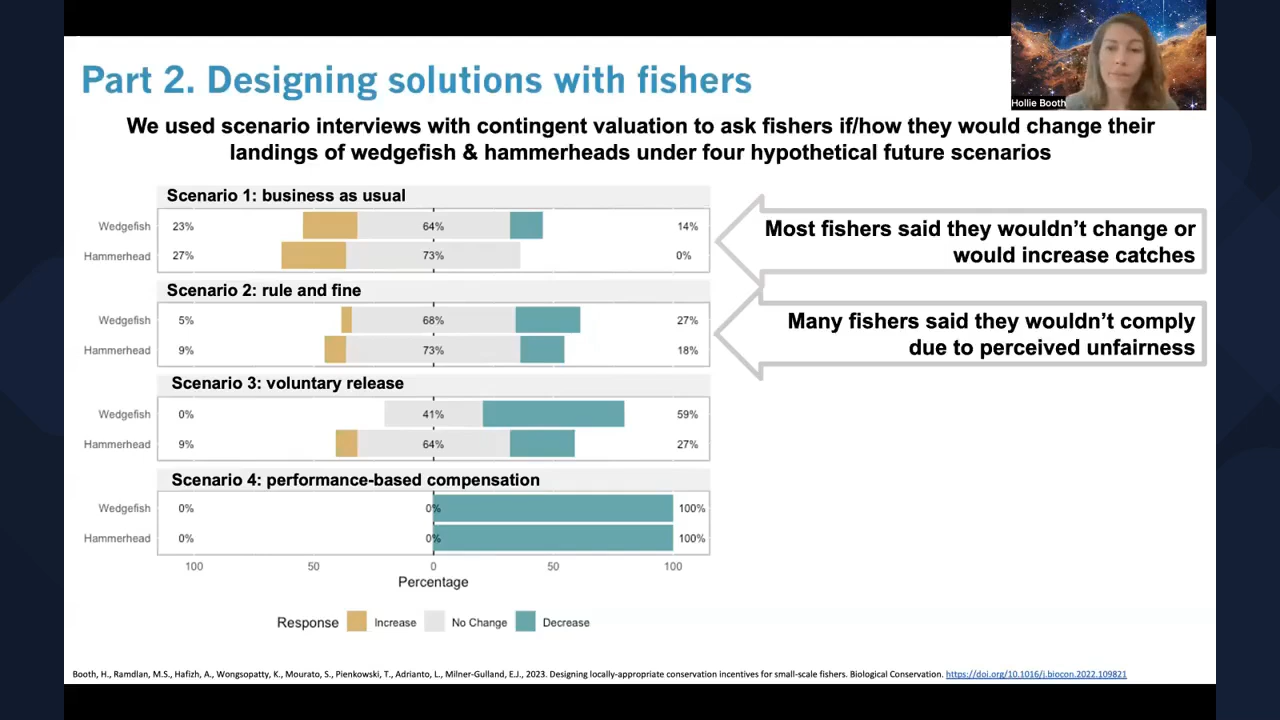 Part 2. Designing solutions with fishers
Hollie Booth
We used scenario interviews with contingent valuation to ask fishers if/how they would change their
landings of wedgefish & hammerheads under four hypothetical future scenarios
Scenario 1: business as usual
Wedgefish 23% 64% 14%
Hammerhead 27% 73% 0%
Most fishers said they wouldn't change or
would increase catches
Scenario 2: rule and fine
Wedgefish 5% 68% 27%
Hammerhead 9% 73% 18%
Many fishers said they wouldn't comply
due to perceived unfairness
Scenario 3: voluntary release
Wedgefish 0% 41% 59%
Hammerhead 9% 64% 27%
Scenario 4: performance-based compensation
Wedgefish 0% 0% 100%
Hammerhead 0% 0% 100%
100 50 0 50 100
Percentage
Response Increase No Change Decrease
Booth, H., Ramdlan, M.S., Hafizh, A., Wongsopatty, K., Mourato, S., Pienkowski, T., Adrianto, L., Milner-Gulland, E.J., 2023. Designing locally-appropriate conservation incentives for small-scale fishers. Biological Conservation. https://doi.org/10.1016/j.biocon.2022.109821